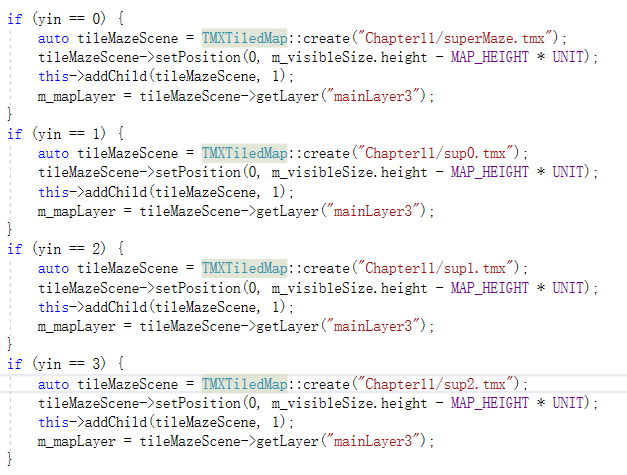 if (yin == 0) {
    auto tileMazeScene = TMXTiledMap::create("Chapter11/superMaze.tmx");
    tileMazeScene->setPosition(0, m_visibleSize.height - MAP_HEIGHT * UNIT);
    this->addChild(tileMazeScene, 1);
    m_mapLayer = tileMazeScene->getLayer("mainLayer3");
}
if (yin == 1) {
    auto tileMazeScene = TMXTiledMap::create("Chapter11/sup0.tmx");
    tileMazeScene->setPosition(0, m_visibleSize.height - MAP_HEIGHT * UNIT);
    this->addChild(tileMazeScene, 1);
    m_mapLayer = tileMazeScene->getLayer("mainLayer3");
}
if (yin == 2) {
    auto tileMazeScene = TMXTiledMap::create("Chapter11/sup1.tmx");
    tileMazeScene->setPosition(0, m_visibleSize.height - MAP_HEIGHT * UNIT);
    this->addChild(tileMazeScene, 1);
    m_mapLayer = tileMazeScene->getLayer("mainLayer3");
}
if (yin == 3) {
    auto tileMazeScene = TMXTiledMap::create("Chapter11/sup2.tmx");
    tileMazeScene->setPosition(0, m_visibleSize.height - MAP_HEIGHT * UNIT);
    this->addChild(tileMazeScene, 1);
    m_mapLayer = tileMazeScene->getLayer("mainLayer3");
}